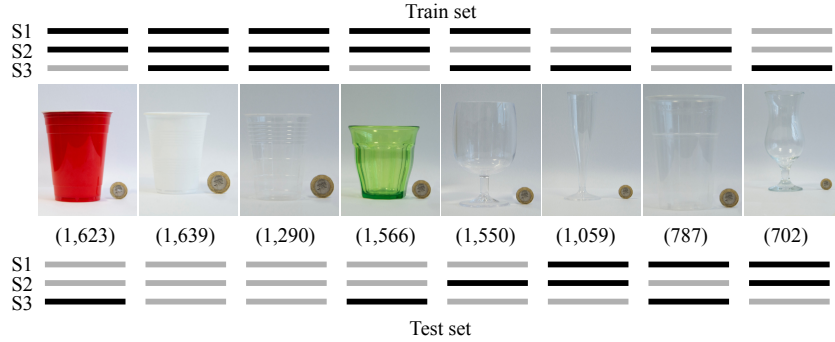 Train set
S1
S2
S3
(1,623) (1,639) (1,290) (1,566) (1,550) (1,059) (787) (702)
S1
S2
S3
Test set